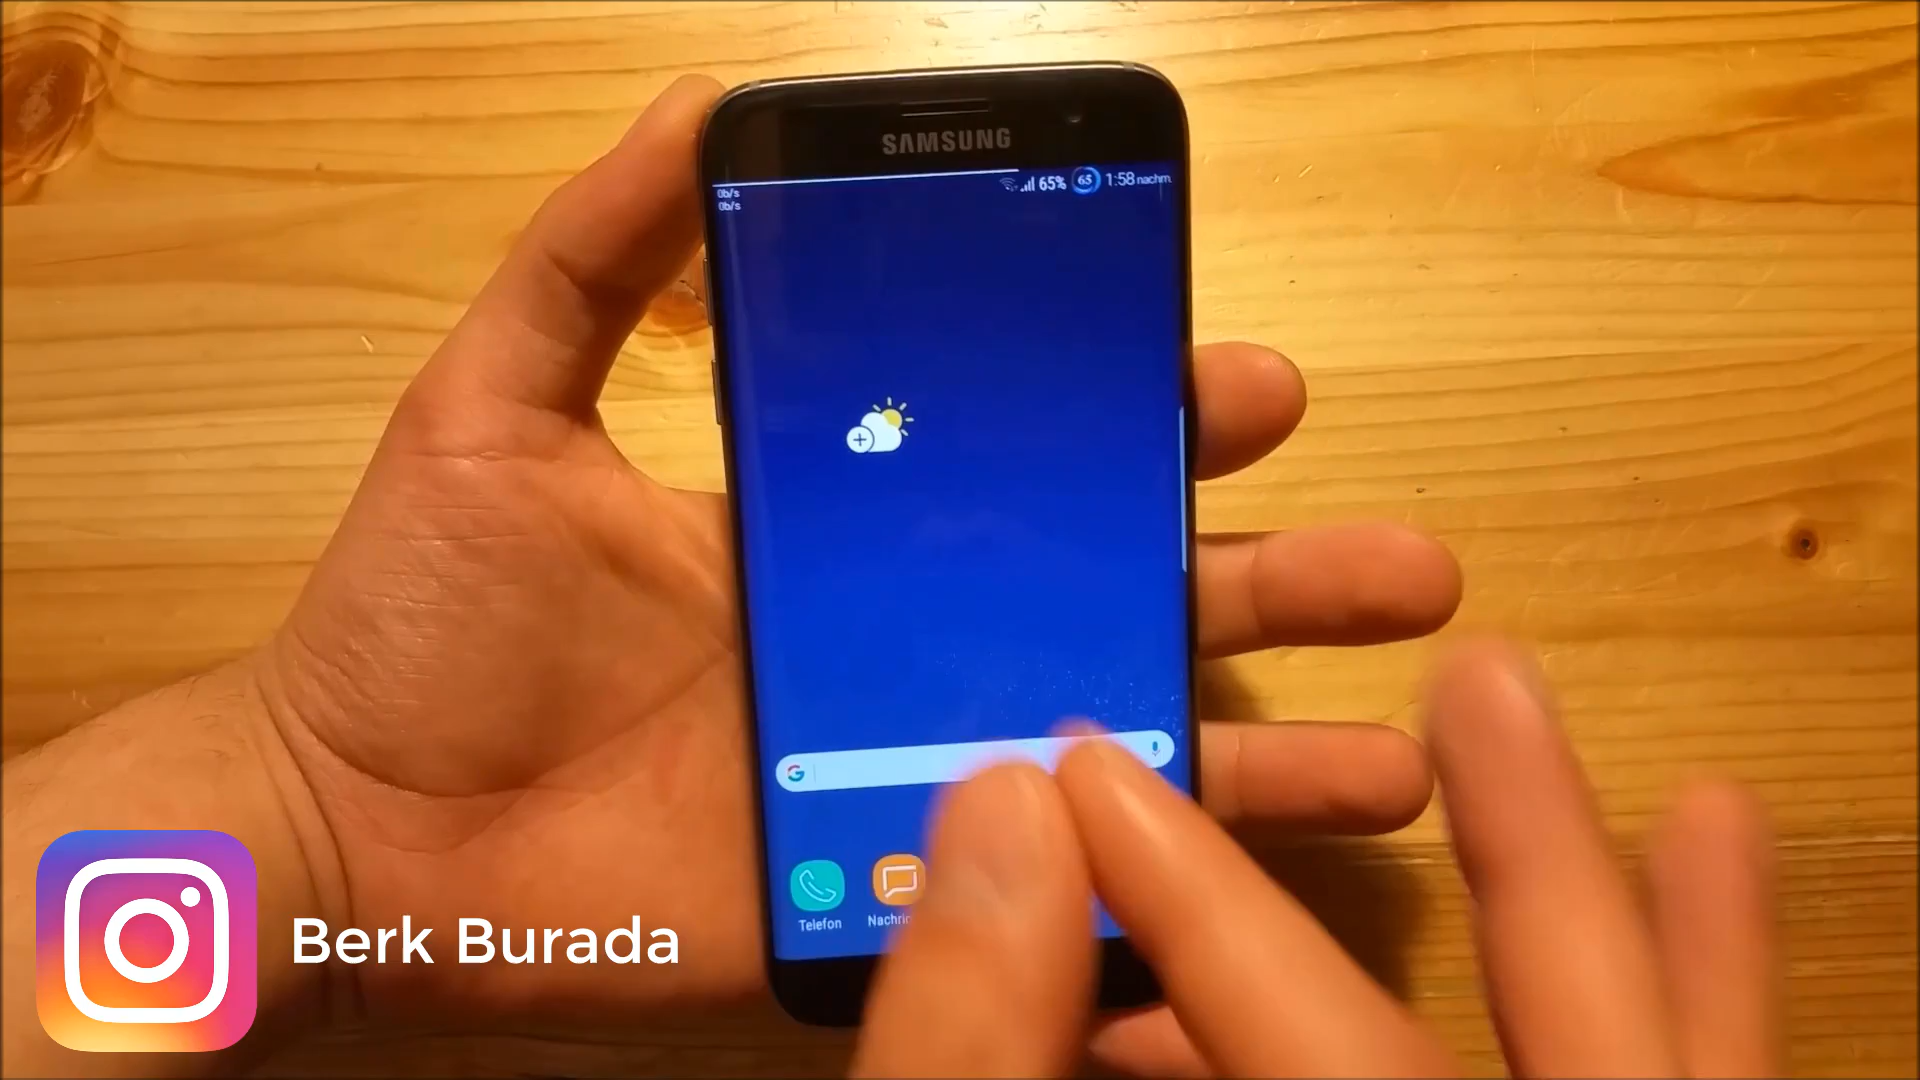 SAMSUNG
0b/s
0b/s
65% 65 1:58 nachm.
G
Telefon
Berk Burada